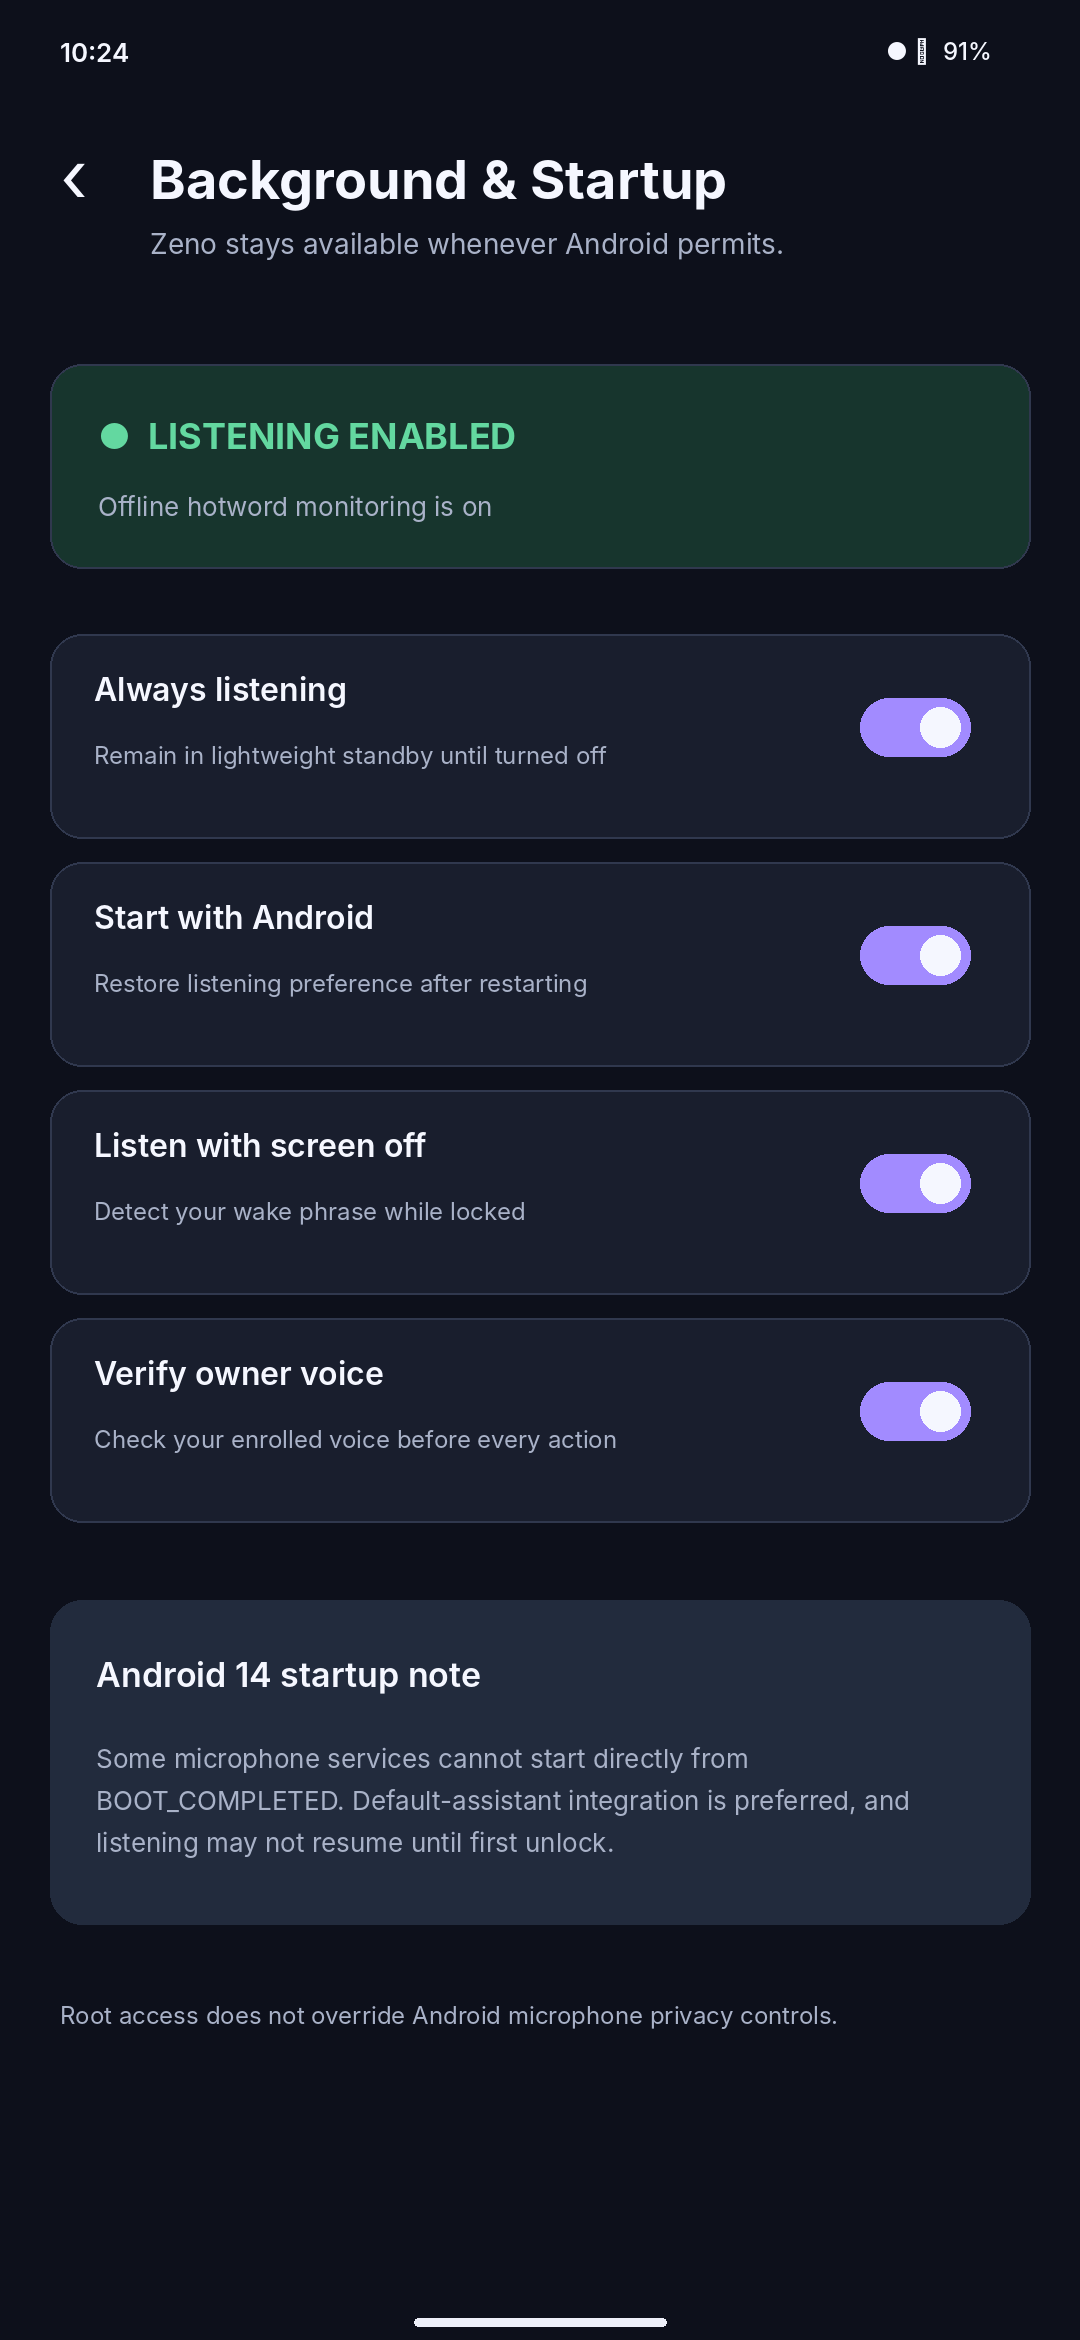 10:24
91%
Background & Startup
Zeno stays available whenever Android permits.
LISTENING ENABLED
Offline hotword monitoring is on
Always listening
Remain in lightweight standby until turned off
Start with Android
Restore listening preference after restarting
Listen with screen off
Detect your wake phrase while locked
Verify owner voice
Check your enrolled voice before every action
Android 14 startup note
Some microphone services cannot start directly from
BOOT_COMPLETED. Default-assistant integration is preferred, and
listening may not resume until first unlock.
Root access does not override Android microphone privacy controls.